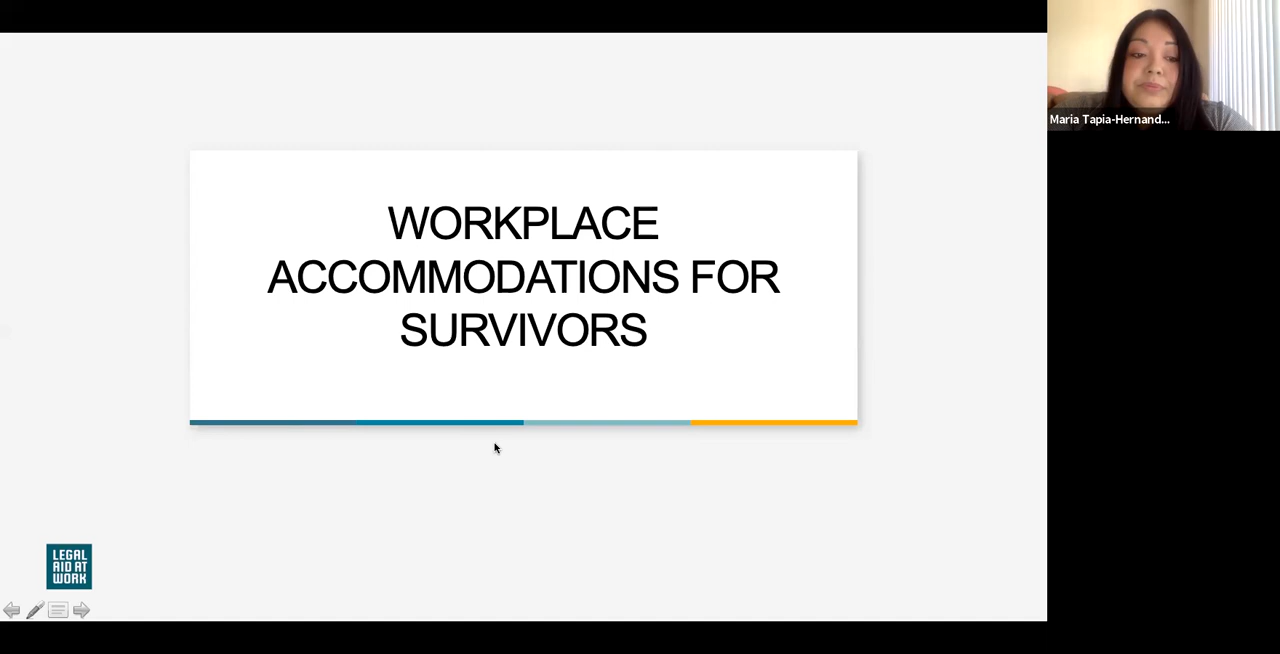 WORKPLACE
ACCOMMODATIONS FOR
SURVIVORS
Maria Tapia-Hernand...
LEGAL
AID AT
WORK